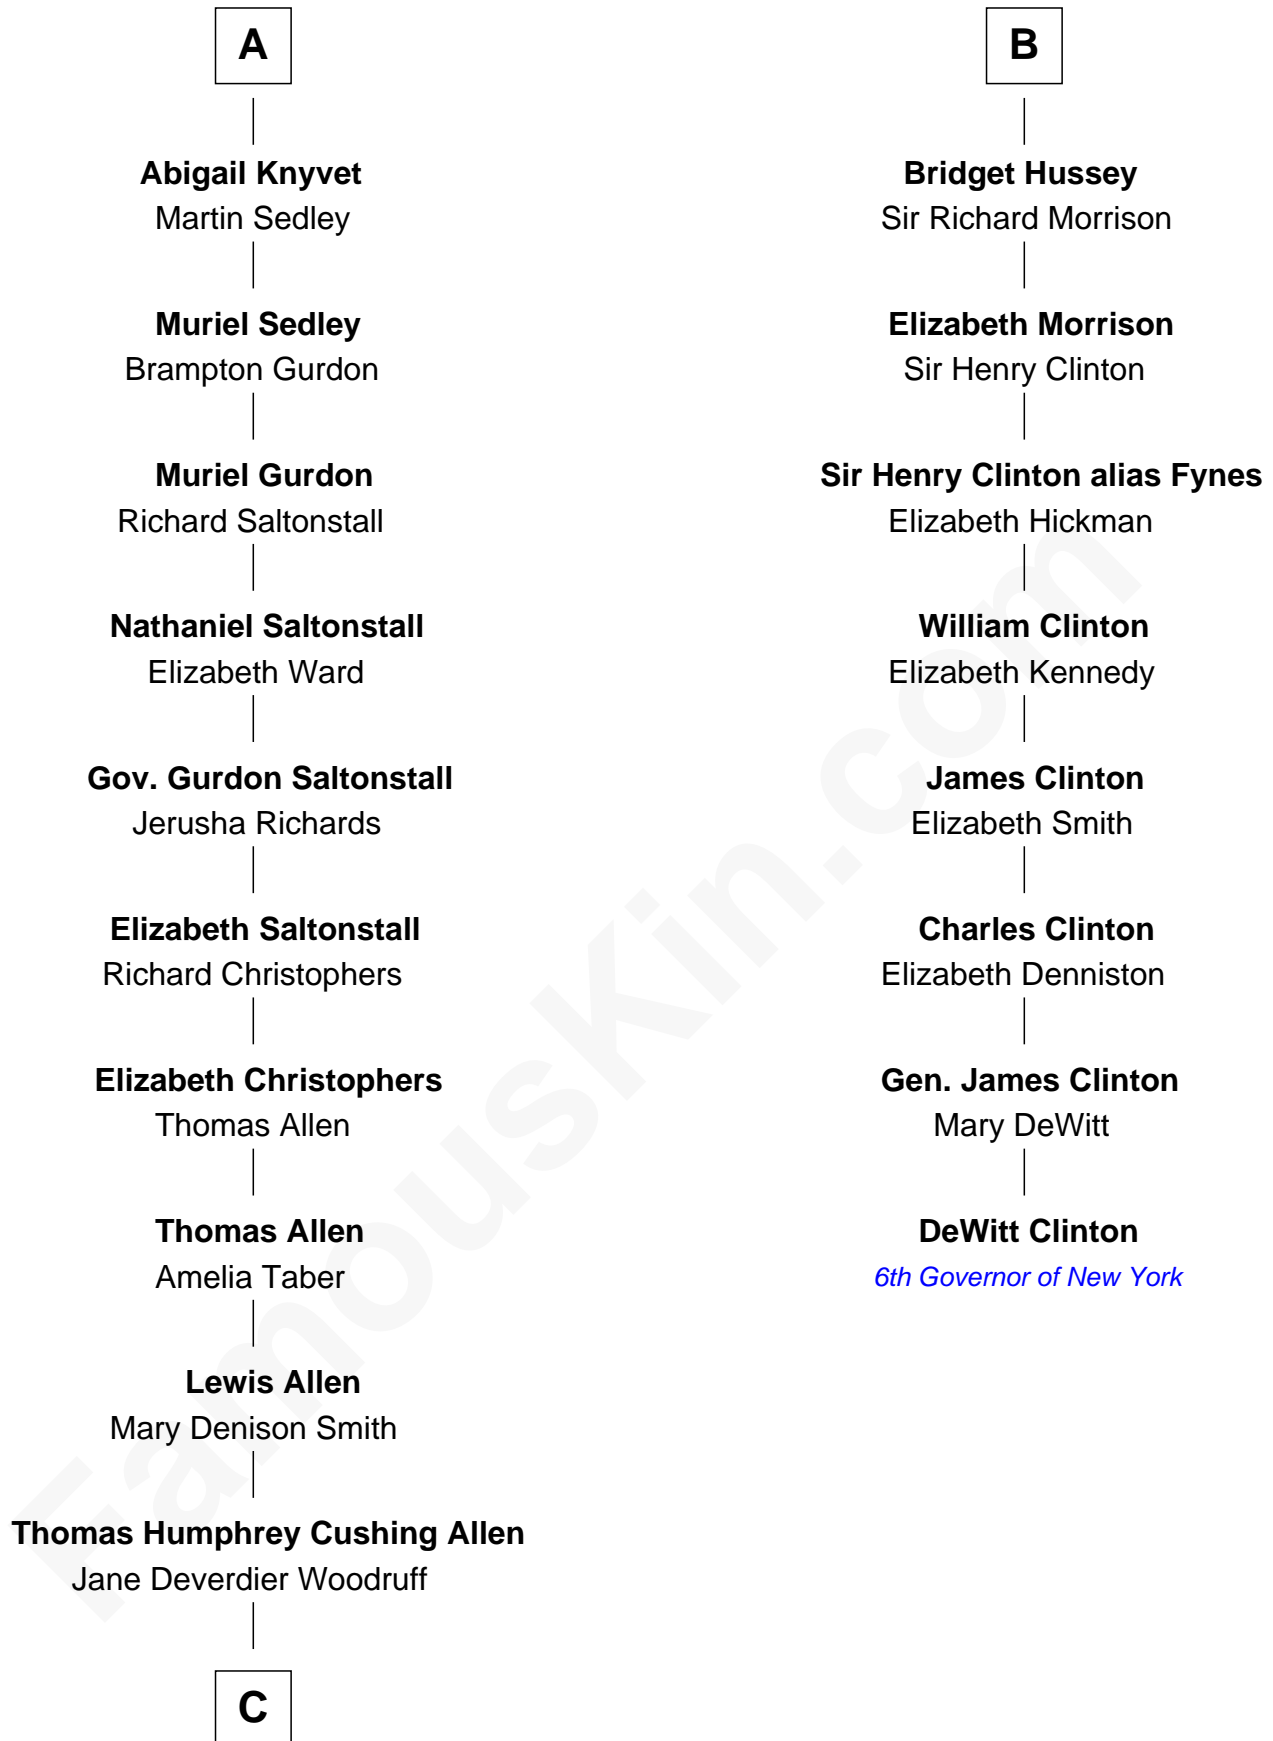 A
Abigail Knyvet
Martin Sedley
Muriel Sedley
Brampton Gurdon
Muriel Gurdon
Richard Saltonstall
Nathaniel Saltonstall
Elizabeth Ward
Gov. Gurdon Saltonstall
Jerusha Richards
Elizabeth Saltonstall
Richard Christophers
Elizabeth Christophers
Thomas Allen
Thomas Allen
Amelia Taber
Lewis Allen
Mary Denison Smith
Thomas Humphrey Cushing Allen
Jane Deverdier Woodruff
C
B
Bridget Hussey
Sir Richard Morrison
Elizabeth Morrison
Sir Henry Clinton
Sir Henry Clinton alias Fynes
Elizabeth Hickman
William Clinton
Elizabeth Kennedy
James Clinton
Elizabeth Smith
Charles Clinton
Elizabeth Denniston
Gen. James Clinton
Mary DeWitt
DeWitt Clinton
6th Governor of New York
FamousKin.com